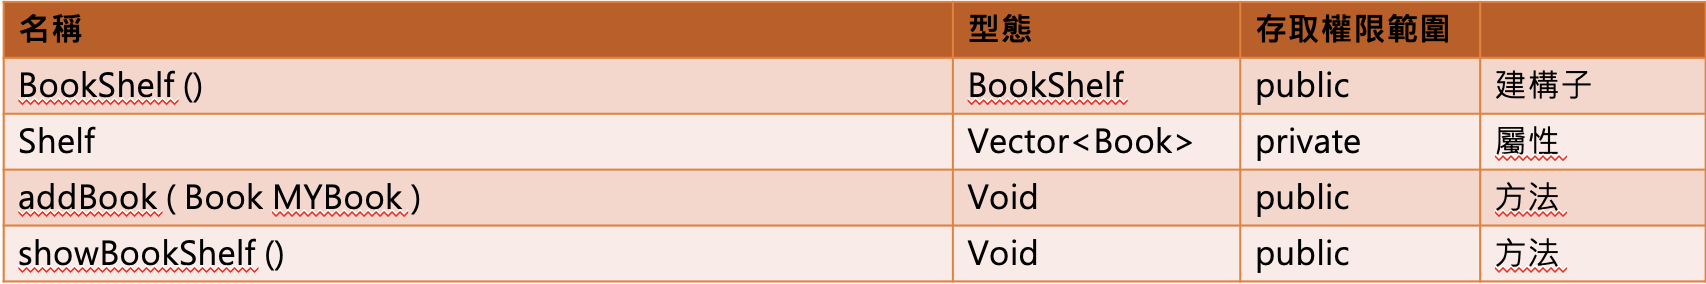 名稱 型態 存取權限範圍
BookShelf () BookShelf public 建構子
Shelf Vector<Book> private 屬性
addBook ( Book MYBook ) Void public 方法
showBookShelf () Void public 方法